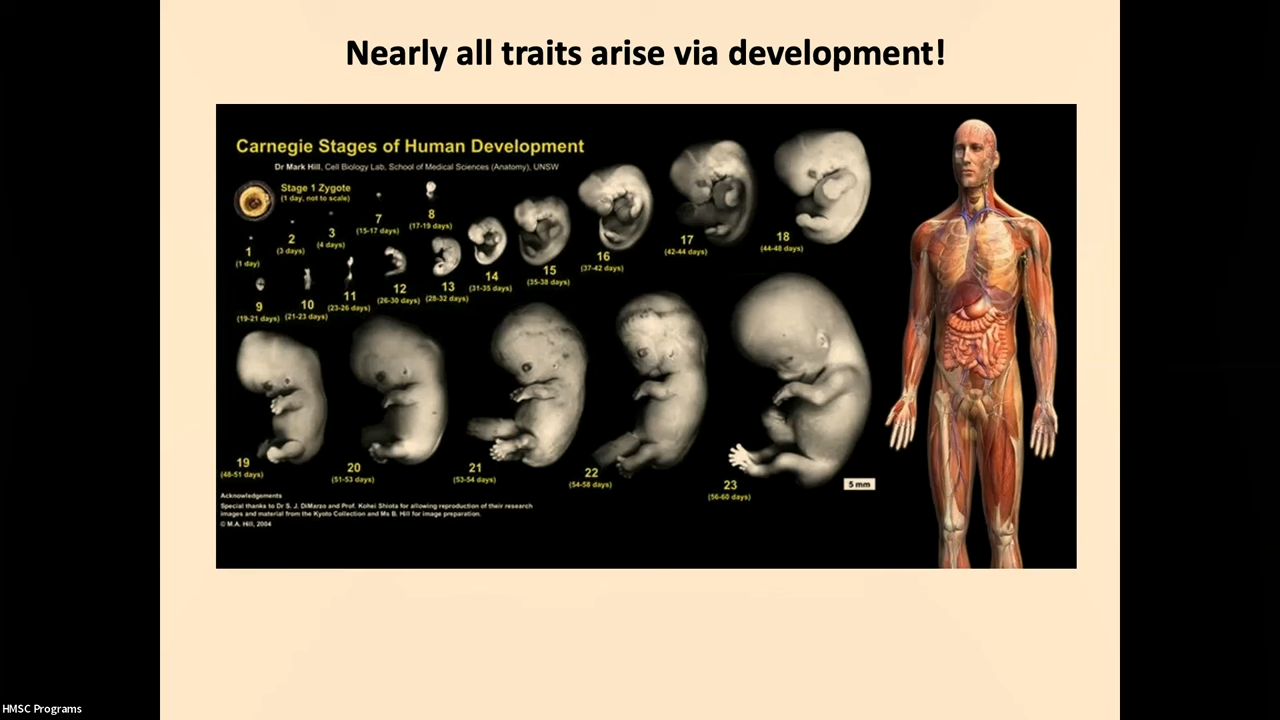 Nearly all traits arise via development!
Carnegie Stages of Human Development
Dr Mark Hill, Cell Biology Lab, School of Medical Sciences (Anatomy), UNSW
Stage 1 Zygote
(1 day, not to scale)
1
(1 day)
2
(3 days)
3
(4 days)
7
(15-17 days)
8
(17-19 days)
9
(19-21 days)
10
(21-23 days)
11
(23-26 days)
12
(26-30 days)
13
(28-32 days)
14
(31-35 days)
15
(35-38 days)
16
(37-42 days)
17
(42-44 days)
18
(44-48 days)
19
(48-51 days)
20
(51-53 days)
21
(53-54 days)
22
(54-58 days)
23
(56-60 days)
5 mm
Acknowledgements
Special thanks to Dr S. J. DiMarzo and Prof. Kohei Shiota for allowing reproduction of their research
images and material from the Kyoto Collection and Ms B. Hill for image preparation.
© M.A. Hill, 2004
HMSC Programs